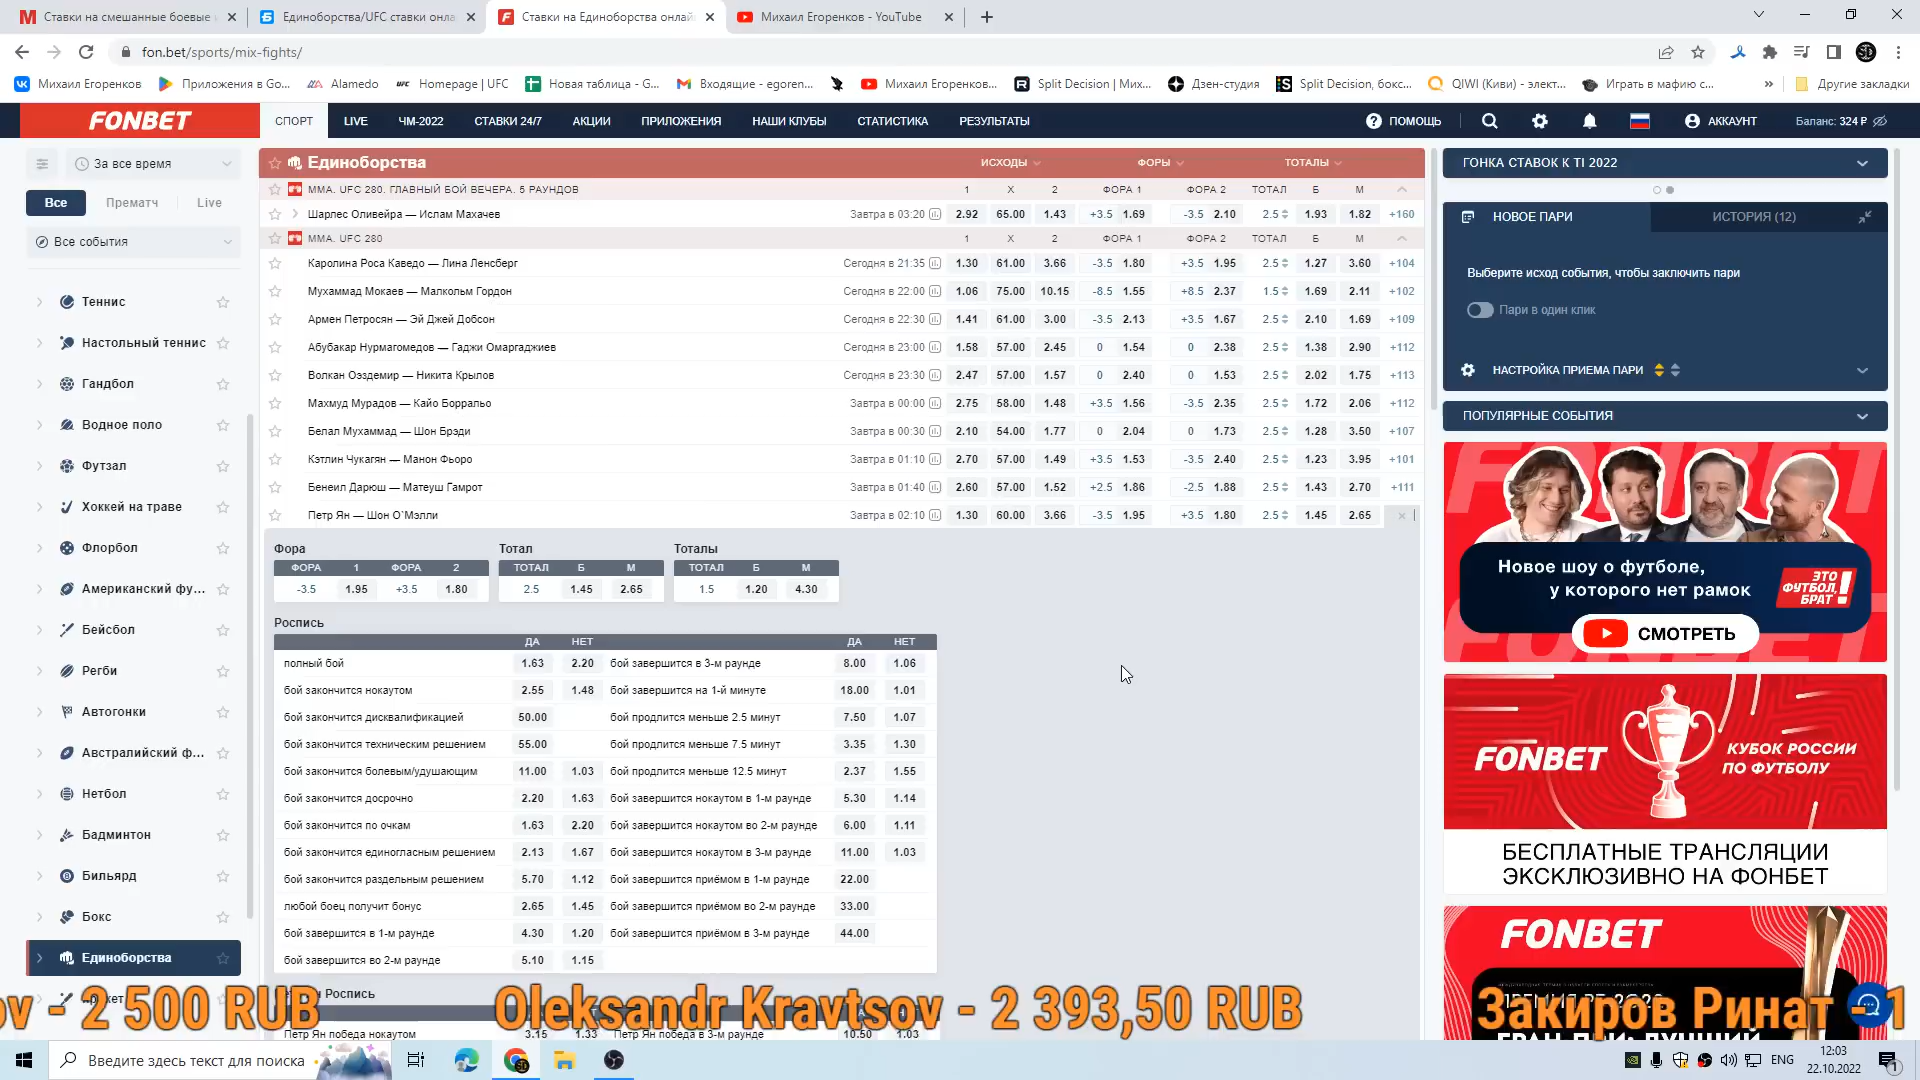 Ставки на смешанные боевые
Единоборства/UFC ставки онла
Ставки на Единоборства онлай
Михаил Егоренков - YouTube
fon.bet/sports/mix-fights/
Михаил Егоренков
Приложения в Go...
Alamedo
Homepage | UFC
Новая таблица - G...
Входящие - egoren...
Михаил Егоренков...
Split Decision | Мих...
Дзен-студия
Split Decision, бокс...
QIWI (Киви) - элект...
Играть в мафию с...
»
Другие закладки
FONBET
СПОРТ LIVE ЧМ-2022 СТАВКИ 24/7 АКЦИИ ПРИЛОЖЕНИЯ НАШИ КЛУБЫ СТАТИСТИКА РЕЗУЛЬТАТЫ
ПОМОЩЬ АККАУНТ Баланс: 324 ₽
За все время
Все Прематч Live
Все события
Теннис
Настольный теннис
Гандбол
Водное поло
Футзал
Хоккей на траве
Флорбол
Американский фу...
Бейсбол
Регби
Автогонки
Австралийский ф...
Нетбол
Бадминтон
Бильярд
Бокс
Единоборства
Единоборства ИСХОДЫ ФОРЫ ТОТАЛЫ
ММА. UFC 280. ГЛАВНЫЙ БОЙ ВЕЧЕРА. 5 РАУНДОВ 1 X 2 ФОРА 1 ФОРА 2 ТОТАЛ Б М
Шарлес Оливейра — Ислам Махачев Завтра в 03:20 2.92 65.00 1.43 +3.5 1.69 -3.5 2.10 2.5 1.93 1.82 +160
ММА. UFC 280 1 X 2 ФОРА 1 ФОРА 2 ТОТАЛ Б М
Каролина Роса Каведо — Лина Ленсберг Сегодня в 21:35 1.30 61.00 3.66 -3.5 1.80 +3.5 1.95 2.5 1.27 3.60 +104
Мухаммад Мокаев — Малкольм Гордон Сегодня в 22:00 1.06 75.00 10.15 -8.5 1.55 +8.5 2.37 1.5 1.69 2.11 +102
Армен Петросян — Эй Джей Добсон Сегодня в 22:30 1.41 61.00 3.00 -3.5 2.13 +3.5 1.67 2.5 2.10 1.69 +109
Абубакар Нурмагомедов — Гаджи Омаргаджиев Сегодня в 23:00 1.58 57.00 2.45 0 1.54 0 2.38 2.5 1.38 2.90 +112
Волкан Оэздемир — Никита Крылов Сегодня в 23:30 2.47 57.00 1.57 0 2.40 0 1.53 2.5 2.02 1.75 +113
Махмуд Мурадов — Кайо Борральо Завтра в 00:00 2.75 58.00 1.48 +3.5 1.56 -3.5 2.35 2.5 1.72 2.06 +112
Белал Мухаммад — Шон Брэди Завтра в 00:30 2.10 54.00 1.77 0 2.04 0 1.73 2.5 1.28 3.50 +107
Кэтлин Чукагян — Манон Фьоро Завтра в 01:10 2.70 57.00 1.49 +3.5 1.53 -3.5 2.40 2.5 1.23 3.95 +101
Бенеил Дарюш — Матеуш Гамрот Завтра в 01:40 2.60 57.00 1.52 +2.5 1.86 -2.5 1.88 2.5 1.43 2.70 +111
Петр Ян — Шон О`Мэлли Завтра в 02:10 1.30 60.00 3.66 -3.5 1.95 +3.5 1.80 2.5 1.45 2.65
Фора Тотал Тоталы
ФОРА 1 ФОРА 2 ТОТАЛ Б М ТОТАЛ Б М
-3.5 1.95 +3.5 1.80 2.5 1.45 2.65 1.5 1.20 4.30
Роспись
ДА НЕТ ДА НЕТ
полный бой 1.63 2.20 бой завершится в 3-м раунде 8.00 1.06
бой закончится нокаутом 2.55 1.48 бой завершится на 1-й минуте 18.00 1.01
бой закончится дисквалификацией 50.00 бой продлится меньше 2.5 минут 7.50 1.07
бой закончится техническим решением 55.00 бой продлится меньше 7.5 минут 3.35 1.30
бой закончится болевым/удушающим 11.00 1.03 бой продлится меньше 12.5 минут 2.37 1.55
бой закончится досрочно 2.20 1.63 бой завершится нокаутом в 1-м раунде 5.30 1.14
бой закончится по очкам 1.63 2.20 бой завершится нокаутом во 2-м раунде 6.00 1.11
бой закончится единогласным решением 2.13 1.67 бой завершится нокаутом в 3-м раунде 11.00 1.03
бой закончится раздельным решением 5.70 1.12 бой завершится приёмом в 1-м раунде 22.00
любой боец получит бонус 2.65 1.45 бой завершится приёмом во 2-м раунде 33.00
бой завершится в 1-м раунде 4.30 1.20 бой завершится приёмом в 3-м раунде 44.00
бой завершится во 2-м раунде 5.10 1.15
Роспись
Петр Ян победа нокаутом 3.15 1.33 Петр Ян победа в 3-м раунде 10.50 1.03
ГОНКА СТАВОК К TI 2022
НОВОЕ ПАРИ ИСТОРИЯ (12)
Выберите исход события, чтобы заключить пари
Пари в один клик
НАСТРОЙКА ПРИЕМА ПАРИ
ПОПУЛЯРНЫЕ СОБЫТИЯ
Новое шоу о футболе,
у которого нет рамок
ЭТО
ФУТБОЛ,
БРАТ!
СМОТРЕТЬ
FONBET
КУБОК РОССИИ
ПО ФУТБОЛУ
БЕСПЛАТНЫЕ ТРАНСЛЯЦИИ
ЭКСКЛЮЗИВНО НА ФОНБЕТ
FONBET
ov - 2 500 RUB Oleksandr Kravtsov - 2 393,50 RUB Закиров Ринат - 1
Введите здесь текст для поиска
ENG
12:03
22.10.2022
1